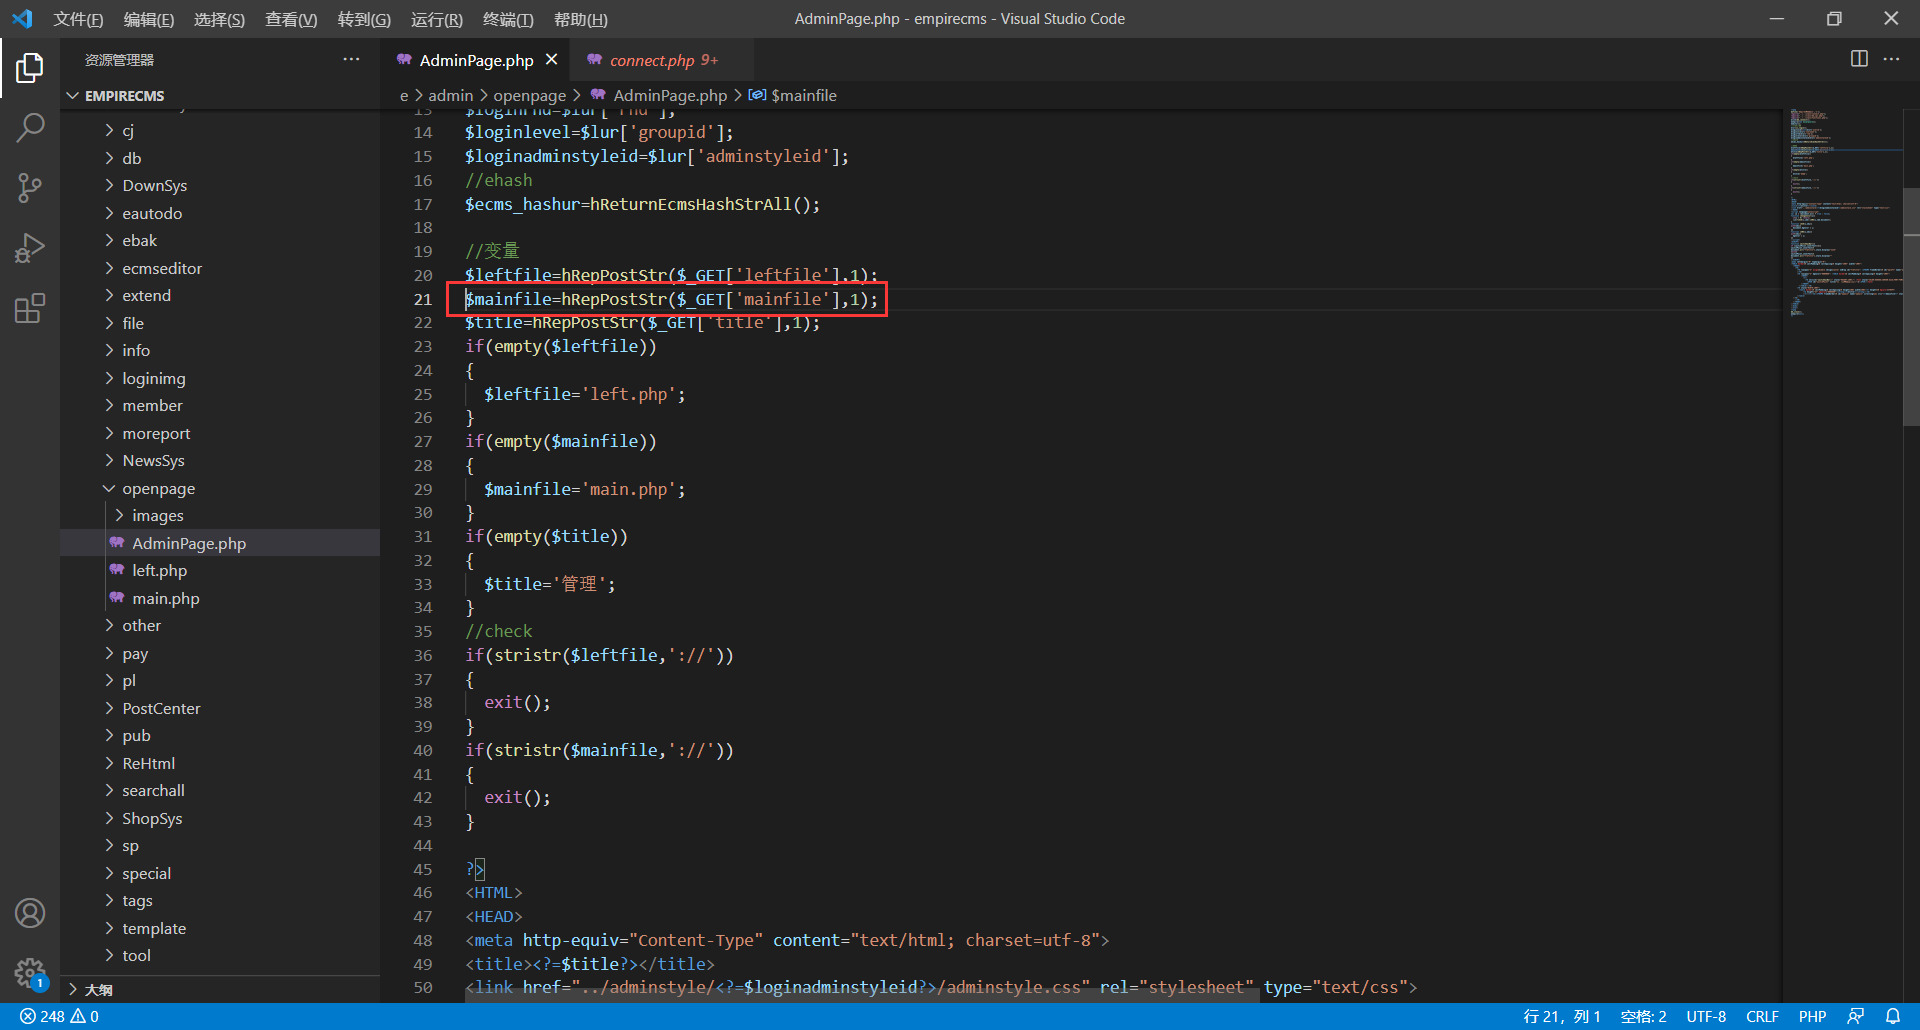 文件(F) 编辑(E) 选择(S) 查看(V) 转到(G) 运行(R) 终端(T) 帮助(H)
AdminPage.php - empirecms - Visual Studio Code
资源管理器
EMPIRECMS
cj
db
DownSys
eautodo
ebak
ecmseditor
extend
file
info
loginimg
member
moreport
NewsSys
openpage
images
AdminPage.php
left.php
main.php
other
pay
pl
PostCenter
pub
ReHtml
searchall
ShopSys
sp
special
tags
template
tool
大纲
AdminPage.php
connect.php 9+
e > admin > openpage > AdminPage.php > $mainfile
14 $loginlevel=$lur['groupid'];
15 $loginadminstyleid=$lur['adminstyleid'];
16 //ehash
17 $ecms_hashur=hReturnEcmsHashStrAll();
18
19 //变量
20 $leftfile=hRepPostStr($_GET['leftfile'],1);
21 $mainfile=hRepPostStr($_GET['mainfile'],1);
22 $title=hRepPostStr($_GET['title'],1);
23 if(empty($leftfile))
24 {
25 $leftfile='left.php';
26 }
27 if(empty($mainfile))
28 {
29 $mainfile='main.php';
30 }
31 if(empty($title))
32 {
33 $title='管理';
34 }
35 //check
36 if(stristr($leftfile,'://'))
37 {
38 exit();
39 }
40 if(stristr($mainfile,'://'))
41 {
42 exit();
43 }
44
45 ?>
46 <HTML>
47 <HEAD>
48 <meta http-equiv="Content-Type" content="text/html; charset=utf-8">
49 <title><?=$title?></title>
50 <link href="../adminstyle/<?=$loginadminstyleid?>/adminstyle.css" rel="stylesheet" type="text/css">
1
248 0
行 21，列 1 空格: 2 UTF-8 CRLF PHP